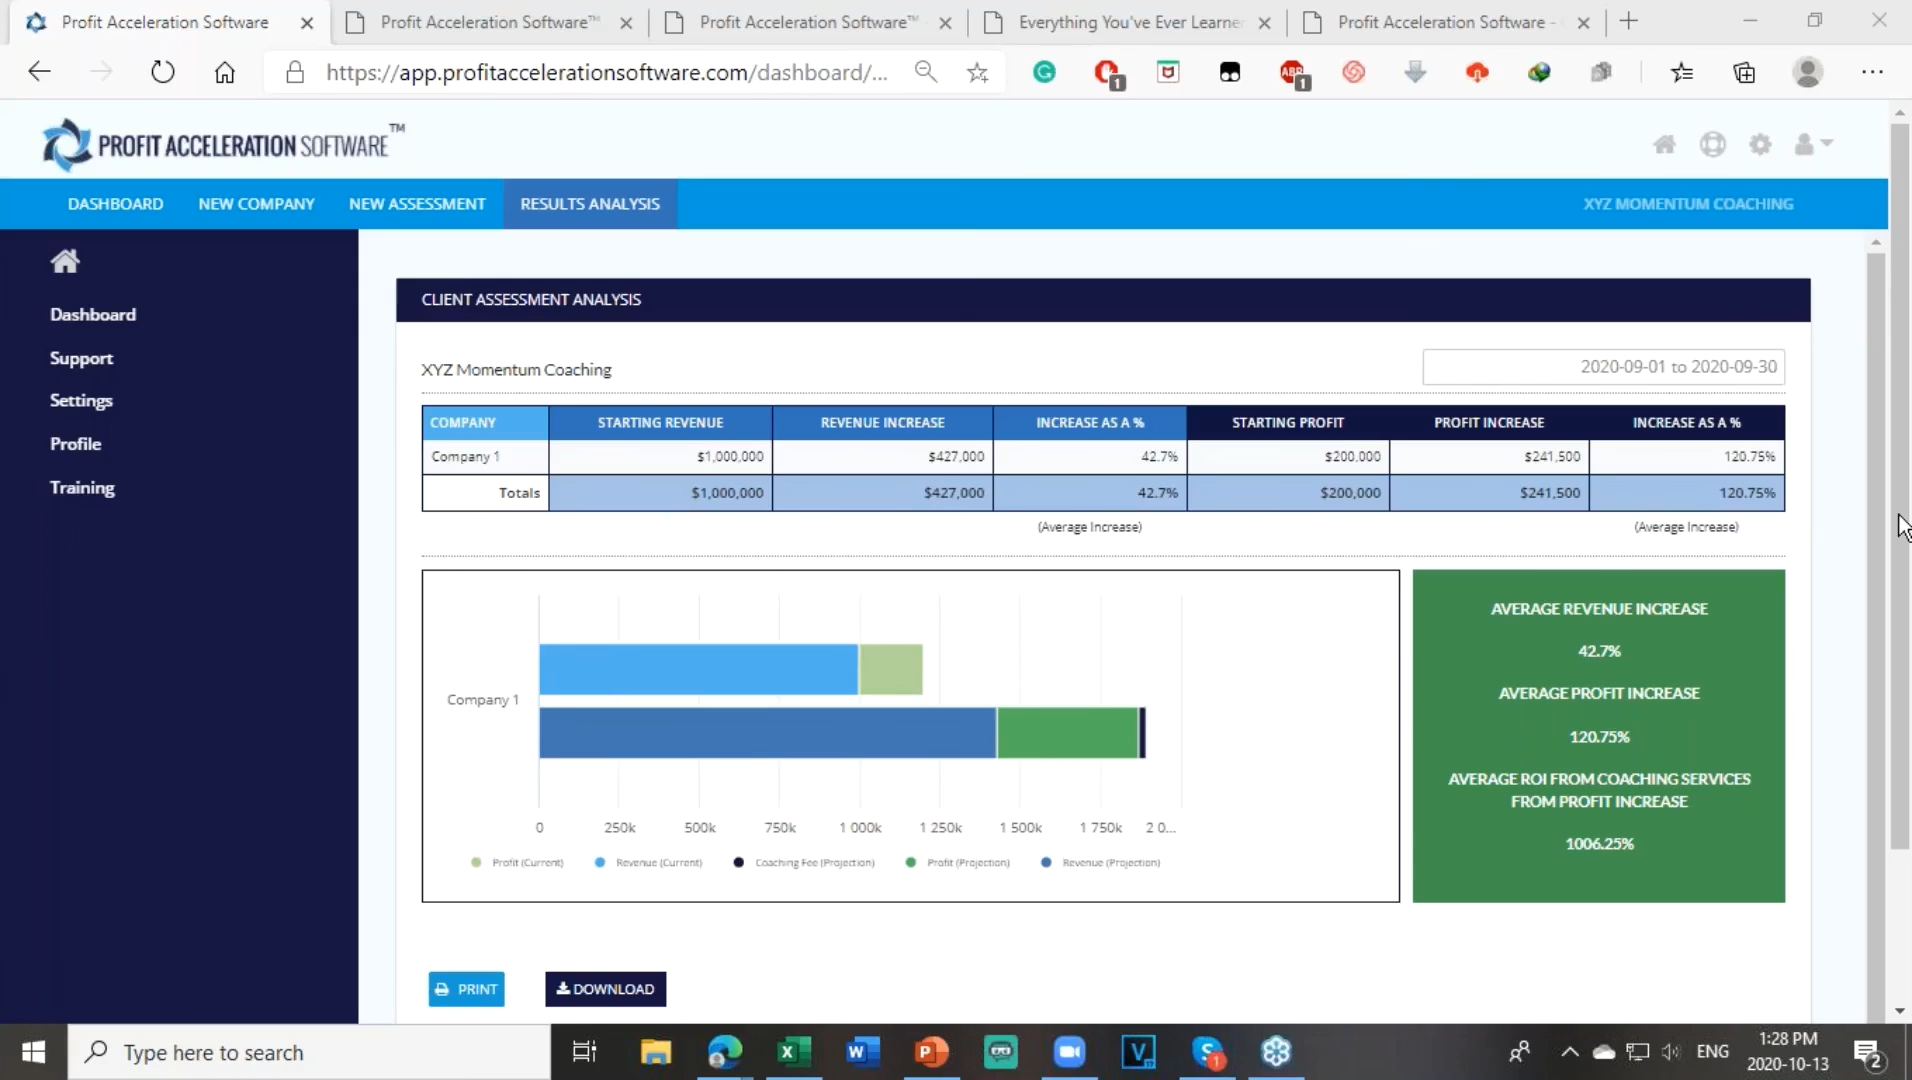 Profit Acceleration Software
Profit Acceleration Software™
Profit Acceleration Software™
Everything You've Ever Learne
Profit Acceleration Software -
https://app.profitaccelerationsoftware.com/dashboard/...
1
ABP
1
PROFIT ACCELERATION SOFTWARE™
DASHBOARD
NEW COMPANY
NEW ASSESSMENT
RESULTS ANALYSIS
XYZ MOMENTUM COACHING
Dashboard
Support
Settings
Profile
Training
CLIENT ASSESSMENT ANALYSIS
XYZ Momentum Coaching
2020-09-01 to 2020-09-30
COMPANY STARTING REVENUE REVENUE INCREASE INCREASE AS A % STARTING PROFIT PROFIT INCREASE INCREASE AS A %
Company 1 $1,000,000 $427,000 42.7% $200,000 $241,500 120.75%
Totals $1,000,000 $427,000 42.7% $200,000 $241,500 120.75%
(Average Increase) (Average Increase)
Company 1
0 250k 500k 750k 1 000k 1 250k 1 500k 1 750k 2 0...
Profit (Current) Revenue (Current) Coaching Fee (Projection) Profit (Projection) Revenue (Projection)
AVERAGE REVENUE INCREASE
42.7%
AVERAGE PROFIT INCREASE
120.75%
AVERAGE ROI FROM COACHING SERVICES
FROM PROFIT INCREASE
1006.25%
PRINT
DOWNLOAD
Type here to search
ENG
1:28 PM
2020-10-13
2